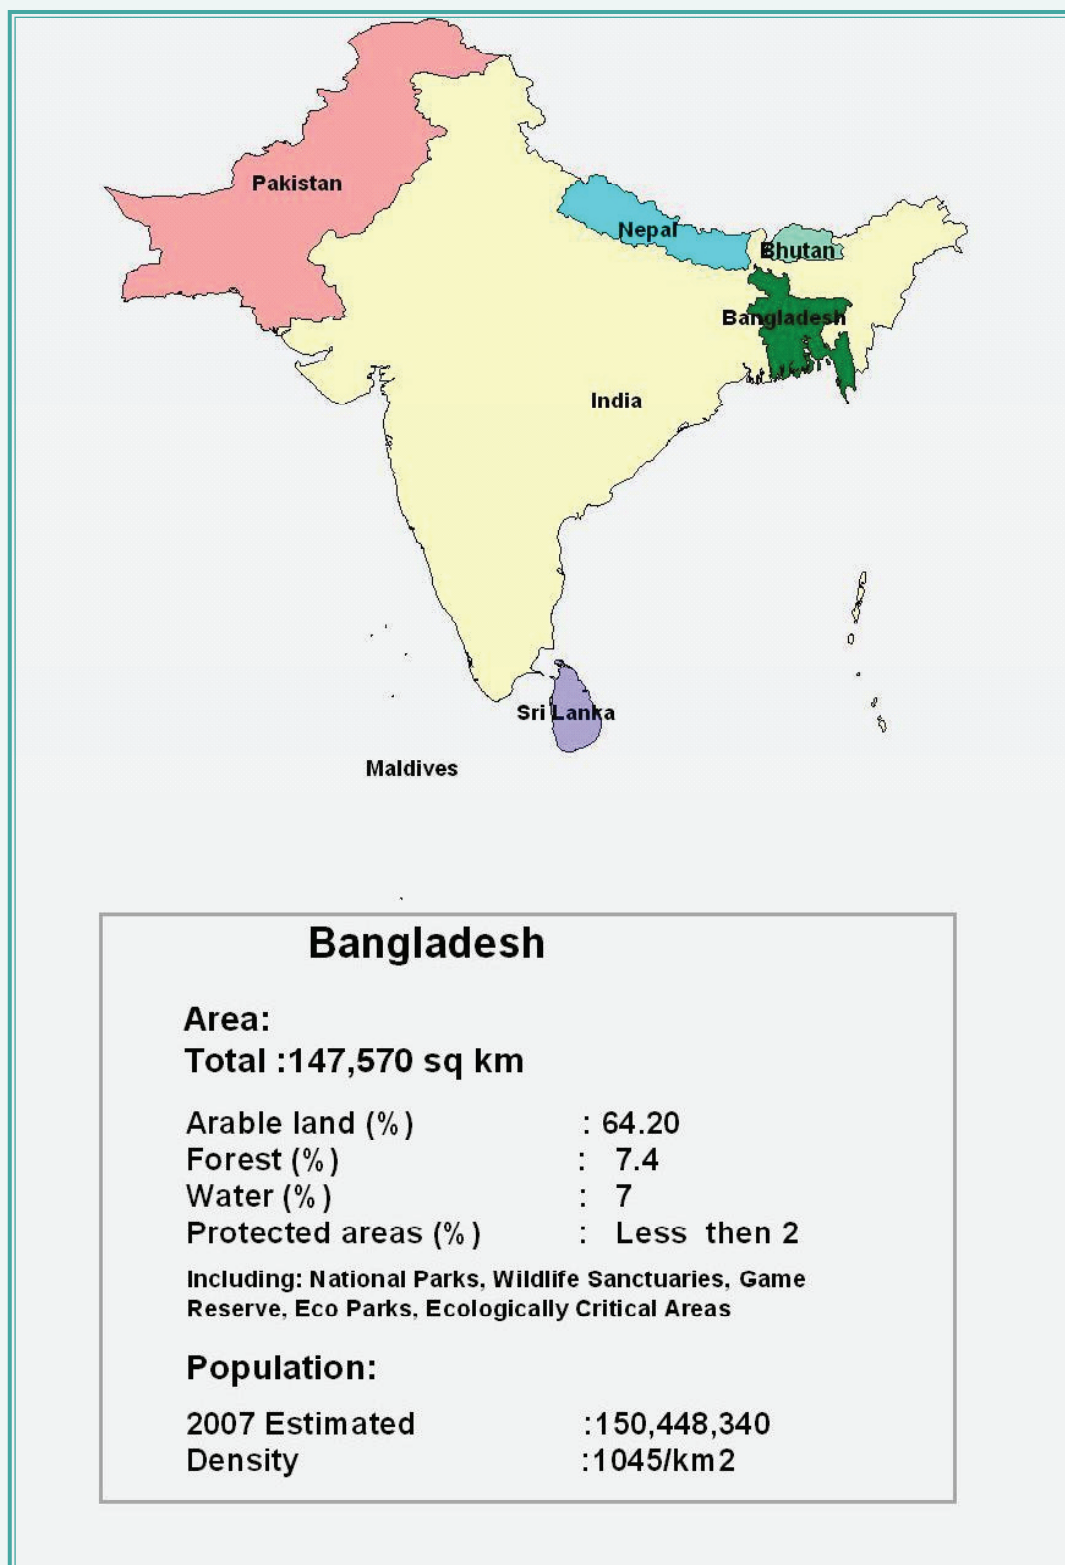 Pakistan
Nepal
Bhutan
Bangladesh
India
Sri Lanka
Maldives
Bangladesh
Area:
Total :147,570 sq km
Arable land (%) : 64.20
Forest (%) : 7.4
Water (%) : 7
Protected areas (%) : Less then 2
Including: National Parks, Wildlife Sanctuaries, Game
Reserve, Eco Parks, Ecologically Critical Areas
Population:
2007 Estimated :150,448,340
Density :1045/km2